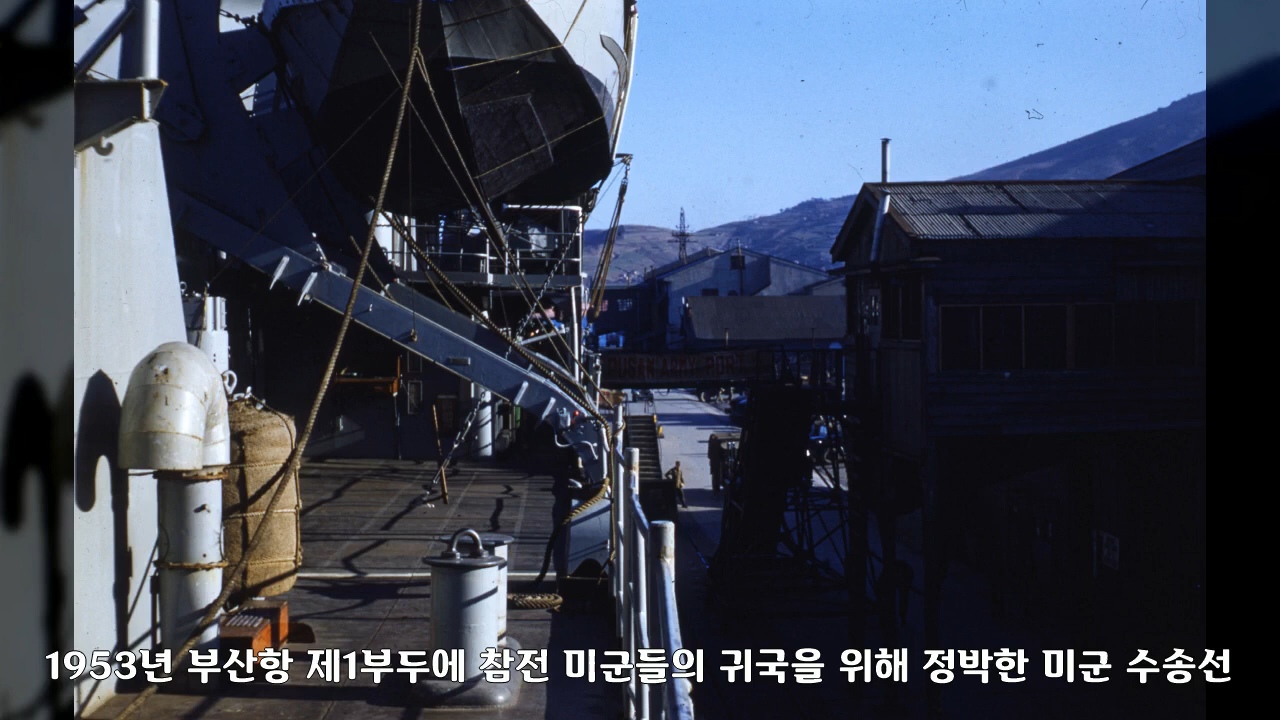 1953년 부산항 제1부두에 참전 미군들의 귀국을 위해 정박한 미군 수송선